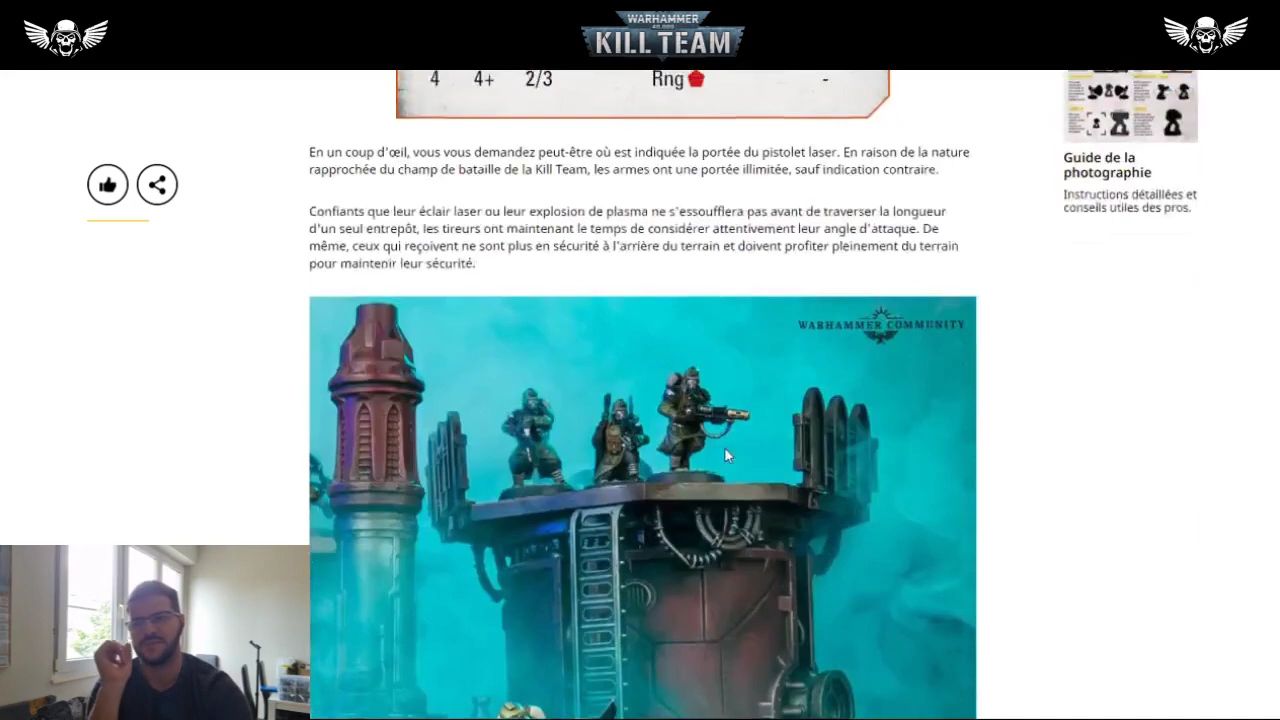 WARHAMMER
40,000
KILL TEAM
4 4+ 2/3 Rng -
En un coup d'œil, vous vous demandez peut-être où est indiquée la portée du pistolet laser. En raison de la nature
rapprochée du champ de bataille de la Kill Team, les armes ont une portée illimitée, sauf indication contraire.
Confiants que leur éclair laser ou leur explosion de plasma ne s'essoufflera pas avant de traverser la longueur
d'un seul entrepôt, les tireurs ont maintenant le temps de considérer attentivement leur angle d'attaque. De
même, ceux qui reçoivent ne sont plus en sécurité à l'arrière du terrain et doivent profiter pleinement du terrain
pour maintenir leur sécurité.
Guide de la
photographie
Instructions détaillées et
conseils utiles des pros.
WARHAMMER COMMUNITY